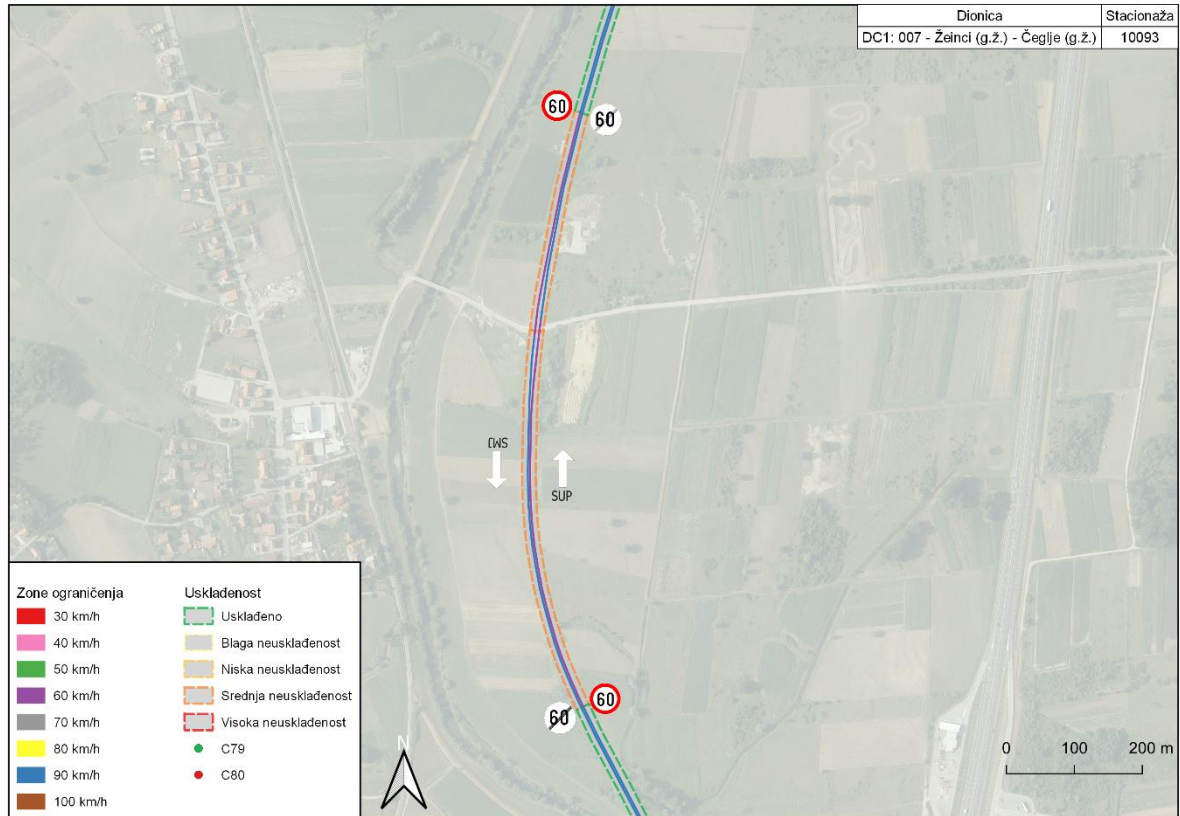 Dionica Stacionaža
DC1: 007 - Žeinci (g.ž.) - Čeglje (g.ž.) 10093
60
60
SMJ
SUP
60
60
Zone ograničenja
30 km/h
40 km/h
50 km/h
60 km/h
70 km/h
80 km/h
90 km/h
100 km/h
Usklađenost
Usklađeno
Blaga neusklađenost
Niska neusklađenost
Srednja neusklađenost
Visoka neusklađenost
C79
C80
N
0 100 200 m